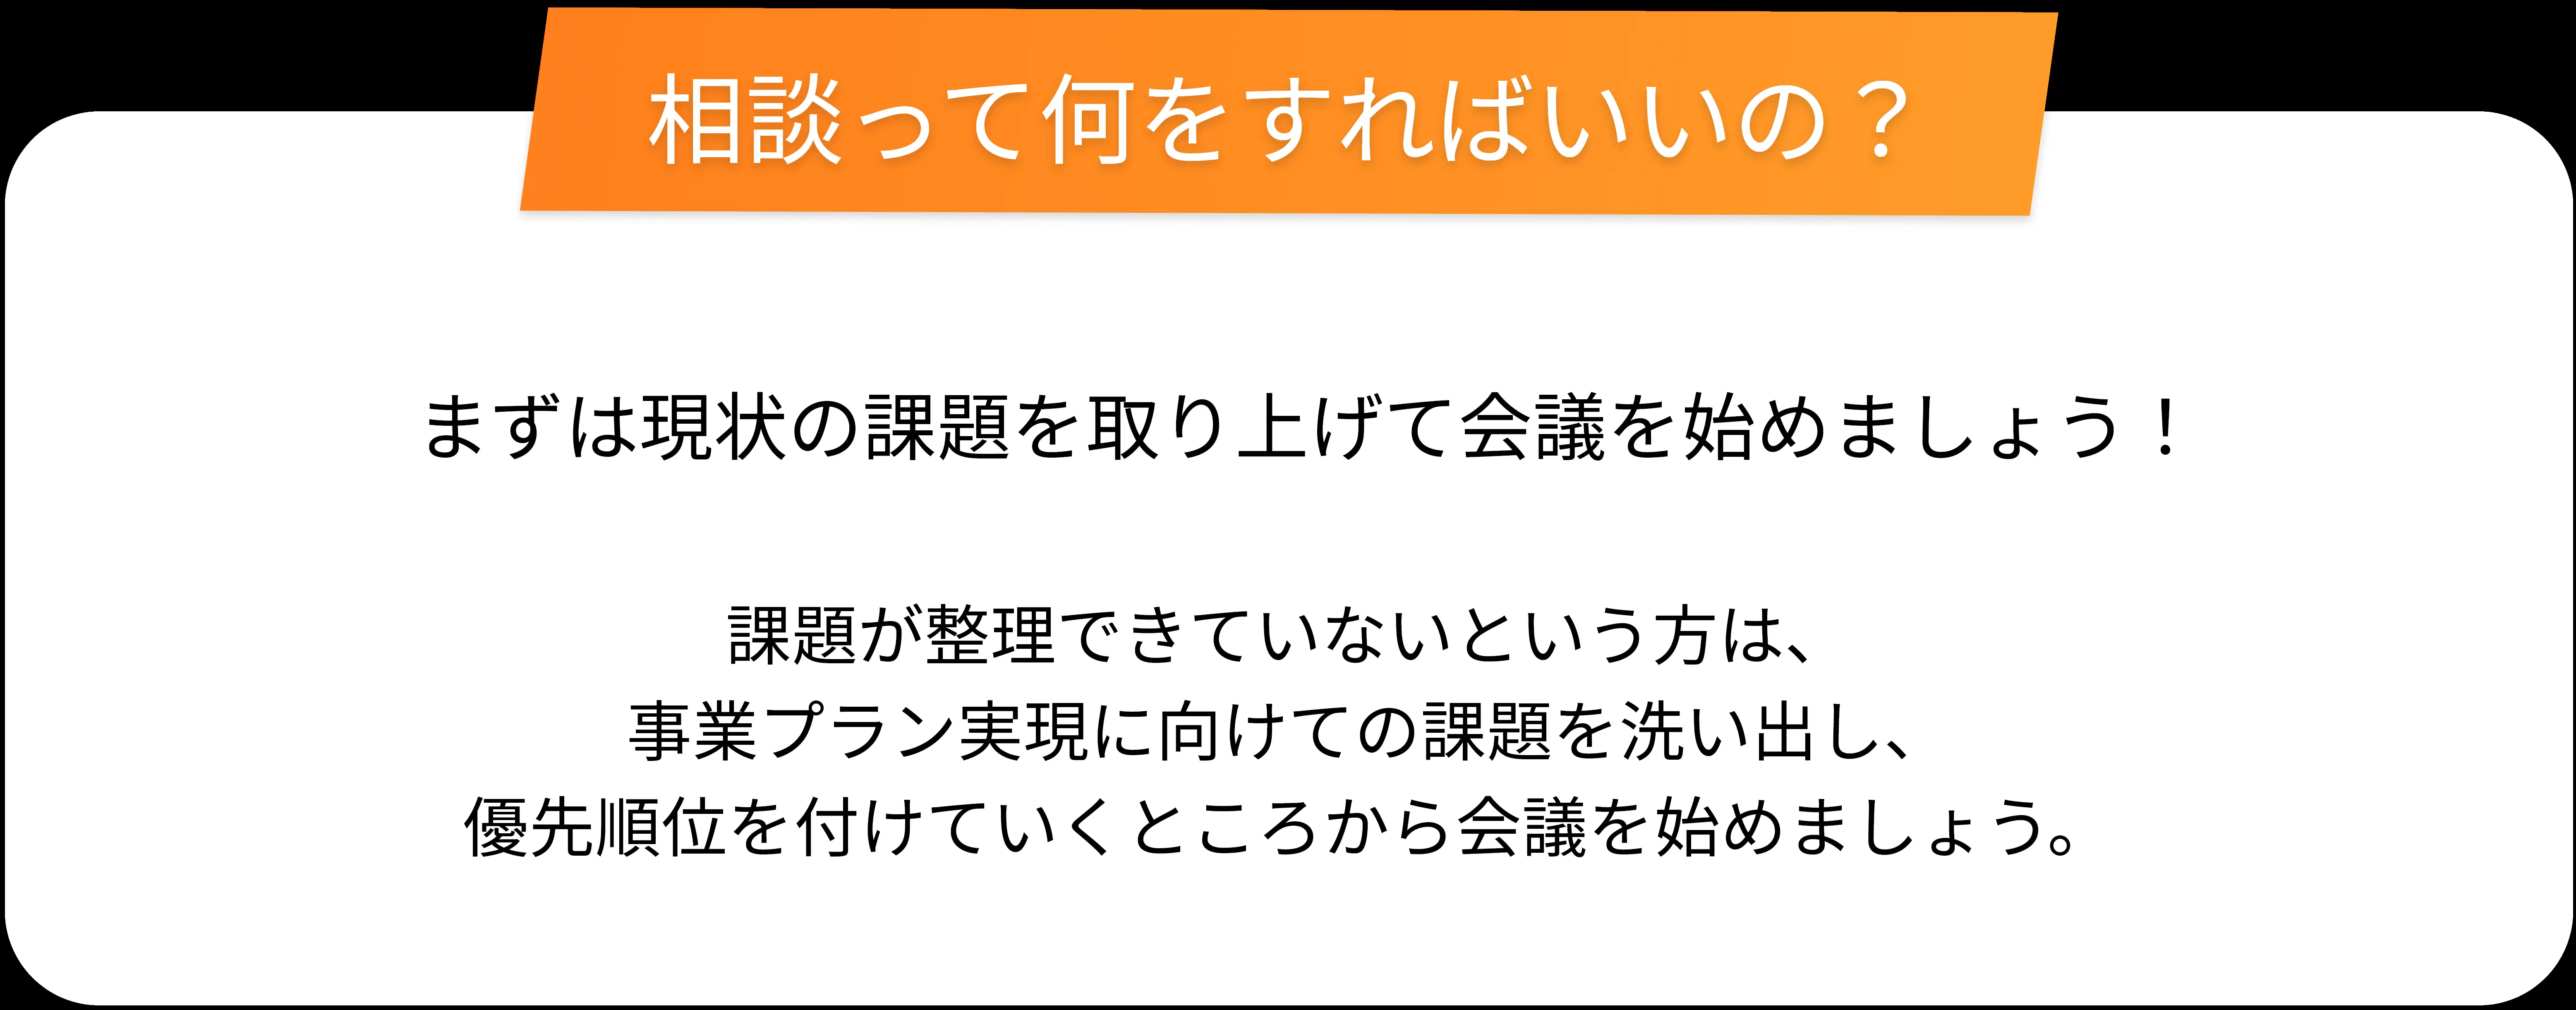 相談って何をすればいいの？
まずは現状の課題を取り上げて会議を始めましょう！
課題が整理できていないという方は、
事業プラン実現に向けての課題を洗い出し、
優先順位を付けていくところから会議を始めましょう。